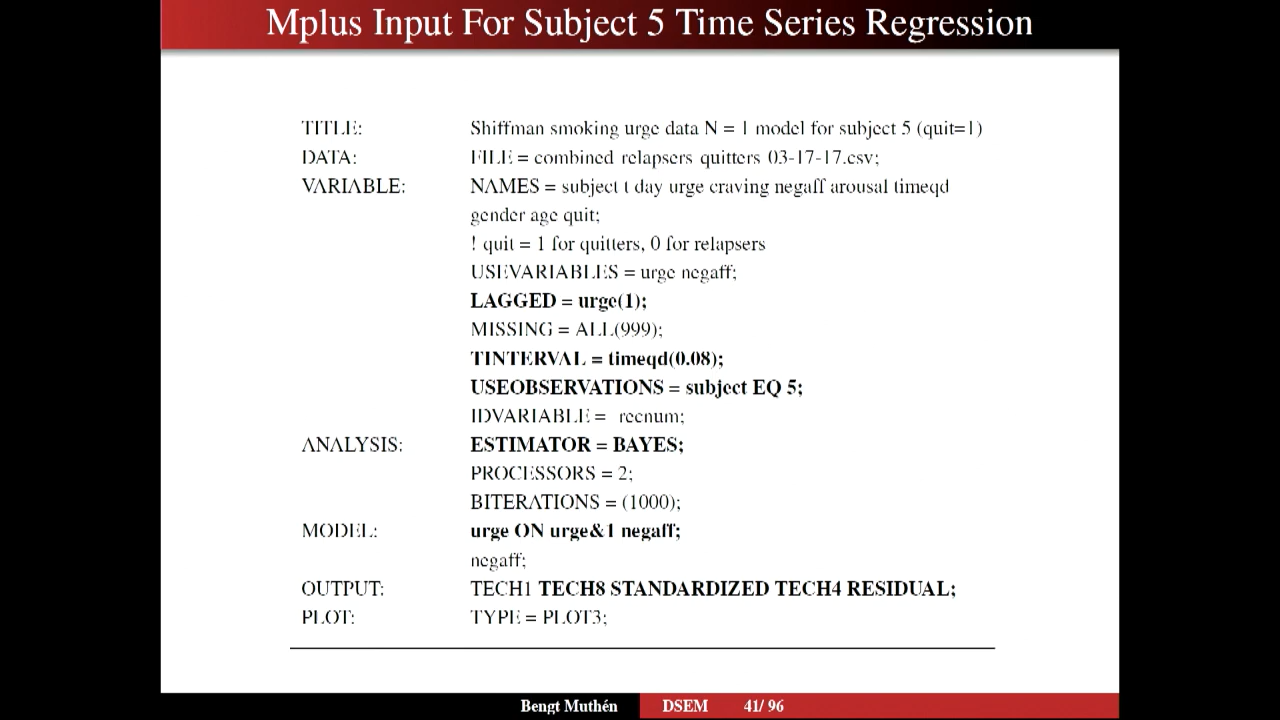 Mplus Input For Subject 5 Time Series Regression
TITLE: Shiffman smoking urge data N = 1 model for subject 5 (quit=1)
DATA: FILE = combined relapsers quitters 03-17-17.csv;
VARIABLE: NAMES = subject t day urge craving negaff arousal timeqd
gender age quit;
! quit = 1 for quitters, 0 for relapsers
USEVARIABLES = urge negaff;
LAGGED = urge(1);
MISSING = ALL(999);
TINTERVAL = timeqd(0.08);
USEOBSERVATIONS = subject EQ 5;
IDVARIABLE = recnum;
ANALYSIS: ESTIMATOR = BAYES;
PROCESSORS = 2;
BITERATIONS = (1000);
MODEL: urge ON urge&1 negaff;
negaff;
OUTPUT: TECH1 TECH8 STANDARDIZED TECH4 RESIDUAL;
PLOT: TYPE = PLOT3;
Bengt Muthén DSEM 41/ 96